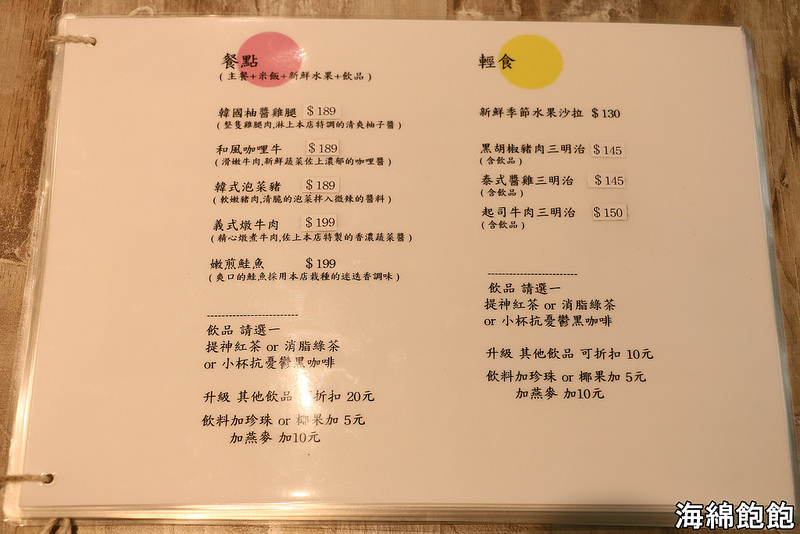 餐點
(主餐+米飯+新鮮水果+飲品)
韓國柚醬雞腿 $189
(整隻雞腿肉,淋上本店特調的清爽柚子醬)
和風咖哩牛 $189
(滑嫩牛肉,新鮮蔬菜佐上濃郁的咖哩醬)
韓式泡菜豬 $189
(軟嫩豬肉,清脆的泡菜拌入微辣的醬料)
義式燉牛肉 $199
(精心燉煮牛肉,佐上本店特製的香濃蔬菜醬)
嫩煎鮭魚 $199
(爽口的鮭魚採用本店栽種的迷迭香調味)
------------------------
飲品 請選一
提神紅茶 or 消脂綠茶
or 小杯抗憂鬱黑咖啡
升級 其他飲品 折扣 20元
飲料加珍珠 or 椰果加 5元
加燕麥 加10元
輕食
新鮮季節水果沙拉 $130
黑胡椒豬肉三明治 $145
(含飲品)
泰式醬雞三明治 $145
(含飲品)
起司牛肉三明治 $150
(含飲品)
------------------------
飲品 請選一
提神紅茶 or 消脂綠茶
or 小杯抗憂鬱黑咖啡
升級 其他飲品 可折扣 10元
飲料加珍珠 or 椰果加 5元
加燕麥 加10元
海綿飽飽